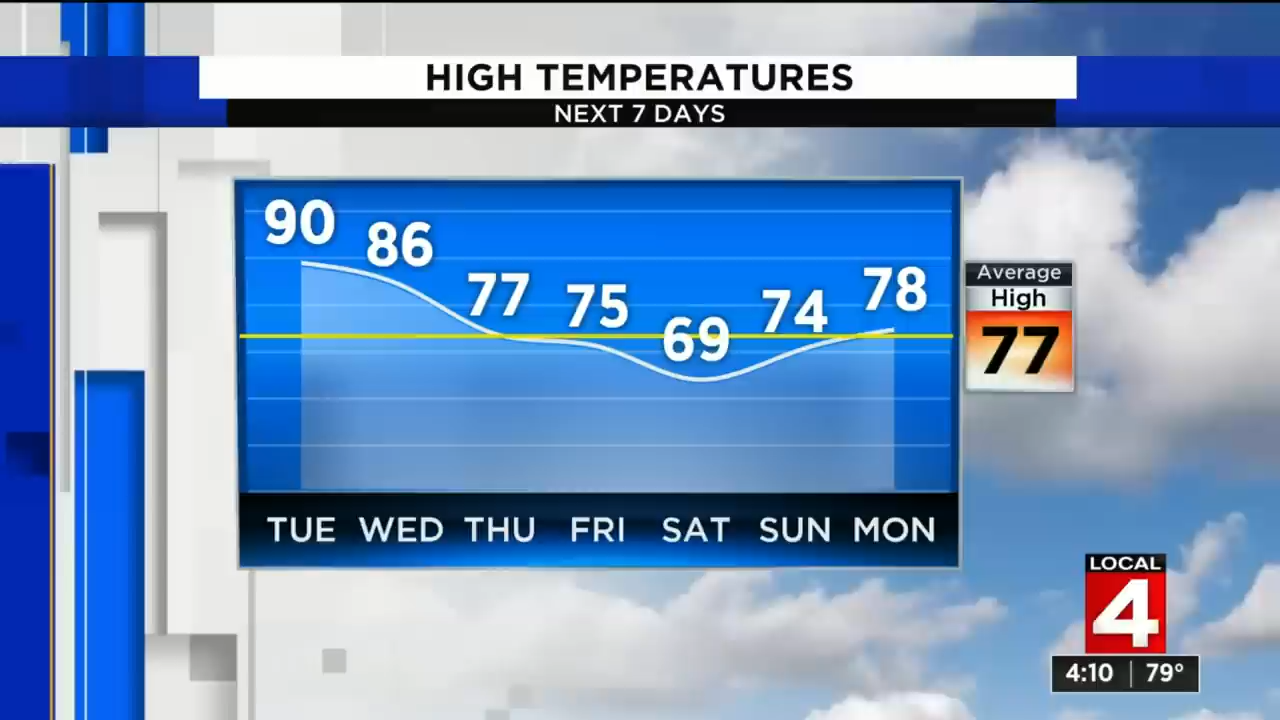 HIGH TEMPERATURES
NEXT 7 DAYS
90 86 77 75 69 74 78
Average
High
77
TUE WED THU FRI SAT SUN MON
LOCAL
4
4:10 79°